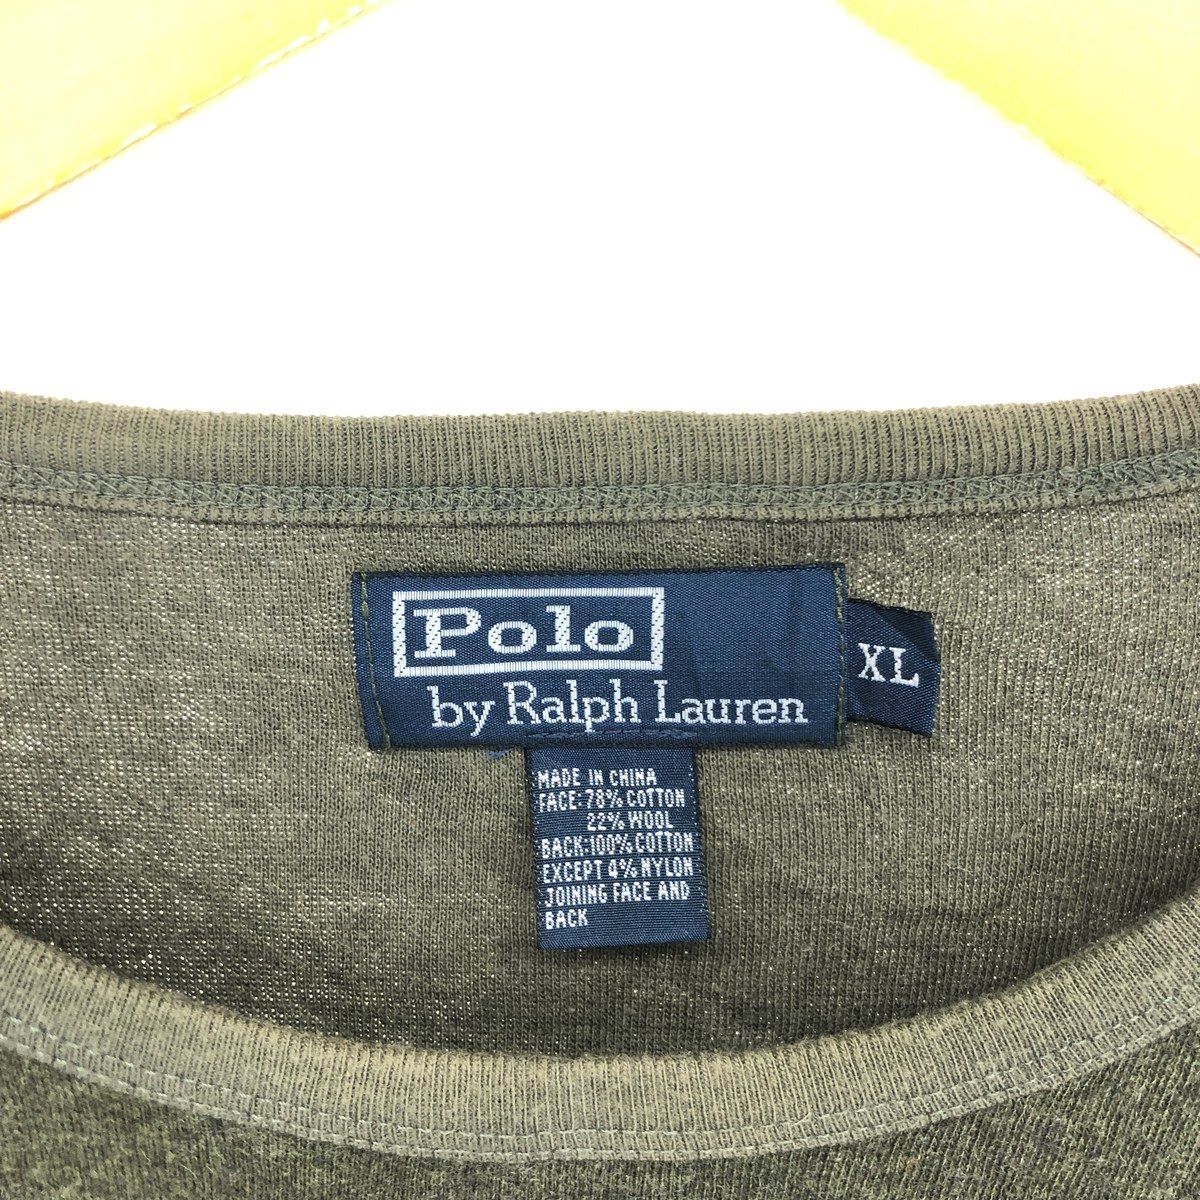 Polo
by Ralph Lauren
XL
MADE IN CHINA
FACE:78% COTTON
22% WOOL
BACK:100% COTTON
EXCEPT 4% NYLON
JOINING FACE AND
BACK